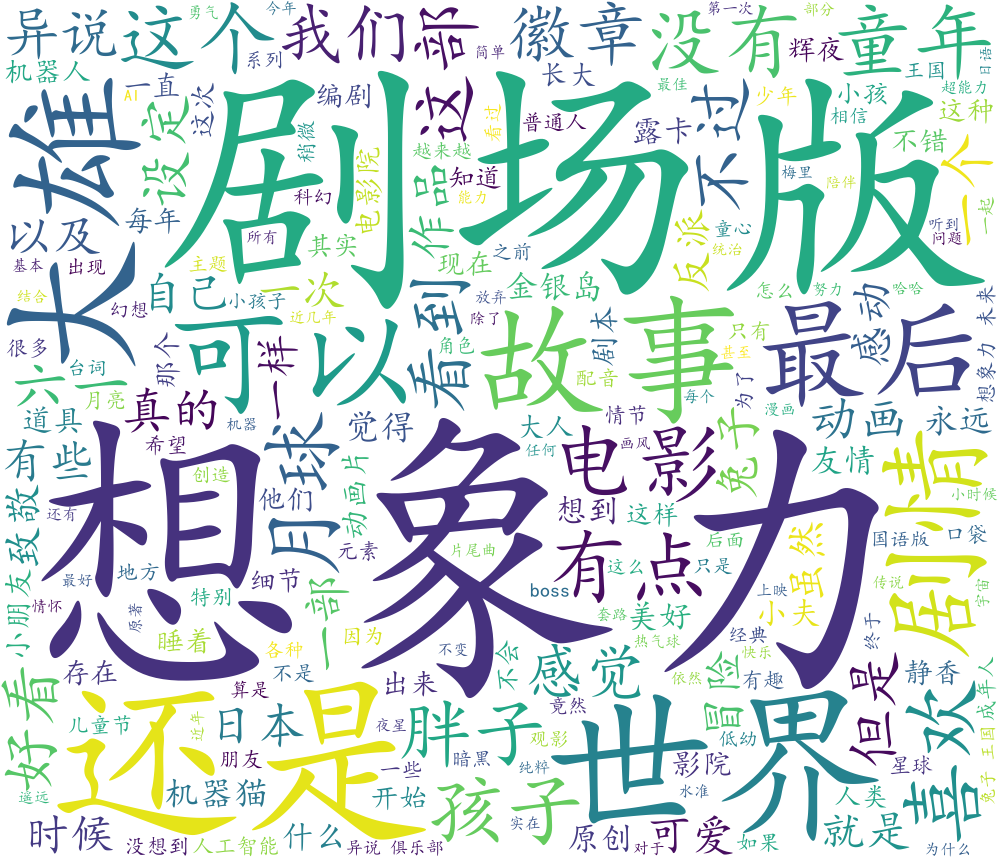 异说
这个
勇气
今年
我们
部
徽章
没有
第一次
部分
童年
辉夜
王国
日语
机器人
系列
简单
长大
最佳
超能力
大雄
AI
一直
设定
这次
剧场版
编剧
稍微
这
普通人
露卡
不过
少年
小孩
相信
这种
不错
一个
每年
科幻
电影院
越来越
看过
知道
作品
能力
梅里
陪伴
一起
以及
所有
其实
现在
之前
反派
童心
统治
听到
问题
基本
出现
主题
结合
幻想
自己
小孩子
一次
近几年
看到
放弃
除了
金银岛
怎么
努力
哈哈
感动
未来
很多
台词
那个
可以
一样
角色
故事
剧本
只有
甚至
最后
想象力
六一
月亮
道具
真的
希望
机器
觉得
配音
每个
为了
漫画
情节
大人
任何
画风
动画
永远
有些
创造
月球
他们
想象力
电影
兔子
友情
剧情
小时候
致敬
还有
动画片
元素
想到
这样
有点
后面
国语版
口袋
小朋友
最好
地方
细节
片尾曲
这么
只是
上映
虽然
传说
宇宙
情怀
原著
特别
一部
boss
套路
美好
小夫
经典
终于
睡着
因为
热气球
快乐
好看
存在
各种
不是
不变
不会
感觉
冒险
依然
有趣
静香
成年人
王国
儿童节
还是
近年
算是
日本
出来
夜星
胖子
竟然
观影
世界
低幼
但是
喜欢
兔子
遥远
朋友
机器猫
一些
开始
暗黑
纯粹
孩子
影院
水准
星球
人类
时候
没想到
人工智能
什么
异说 俱乐部
实在
原创
对于
可爱
如果
就是
为什么